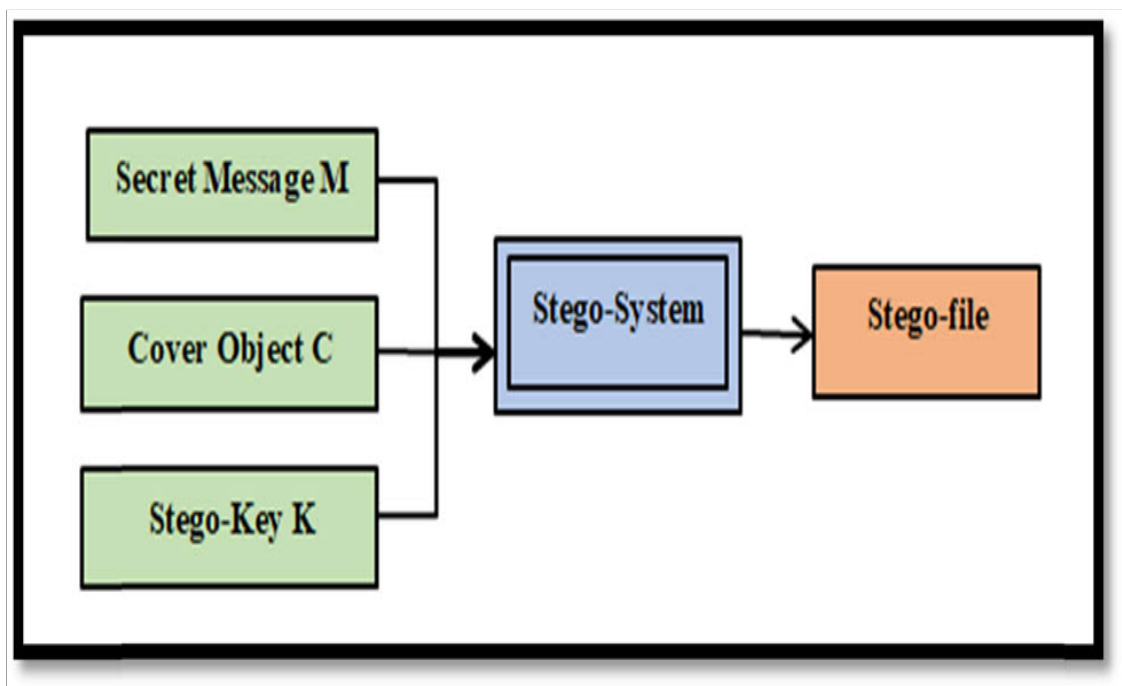 Secret Message M
Cover Object C
Stego-Key K
Stego-System
Stego-file